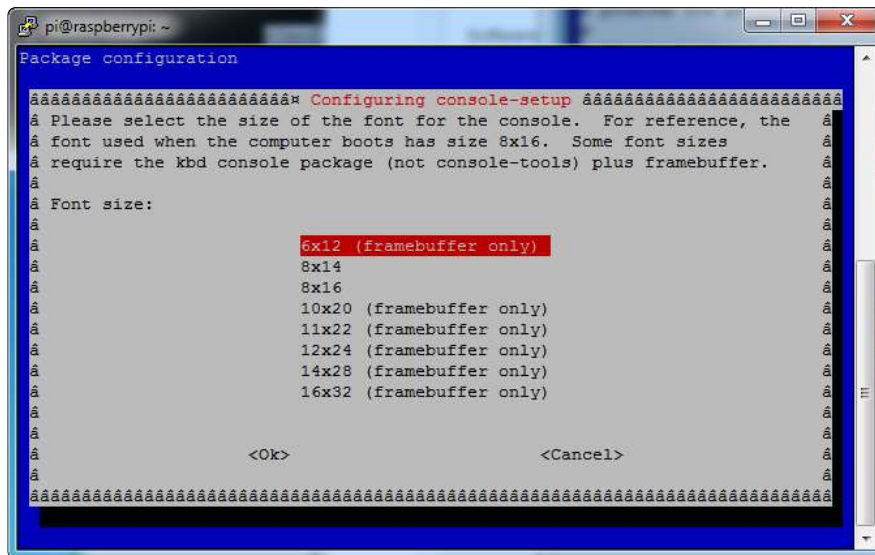 pi@raspberrypi: ~
Package configuration
âââââââââââââââââââââââââ¤ Configuring console-setup âââââââââââââââââââââââââ
â Please select the size of the font for the console.  For reference, the â
â font used when the computer boots has size 8x16.  Some font sizes â
â require the kbd console package (not console-tools) plus framebuffer. â
â â
â Font size: â
â â
â 6x12 (framebuffer only) â
â 8x14 â
â 8x16 â
â 10x20 (framebuffer only) â
â 11x22 (framebuffer only) â
â 12x24 (framebuffer only) â
â 14x28 (framebuffer only) â
â 16x32 (framebuffer only) â
â â
â â
â <Ok> <Cancel> â
â â
âââââââââââââââââââââââââââââââââââââââââââââââââââââââââââââââââââââââââââââ